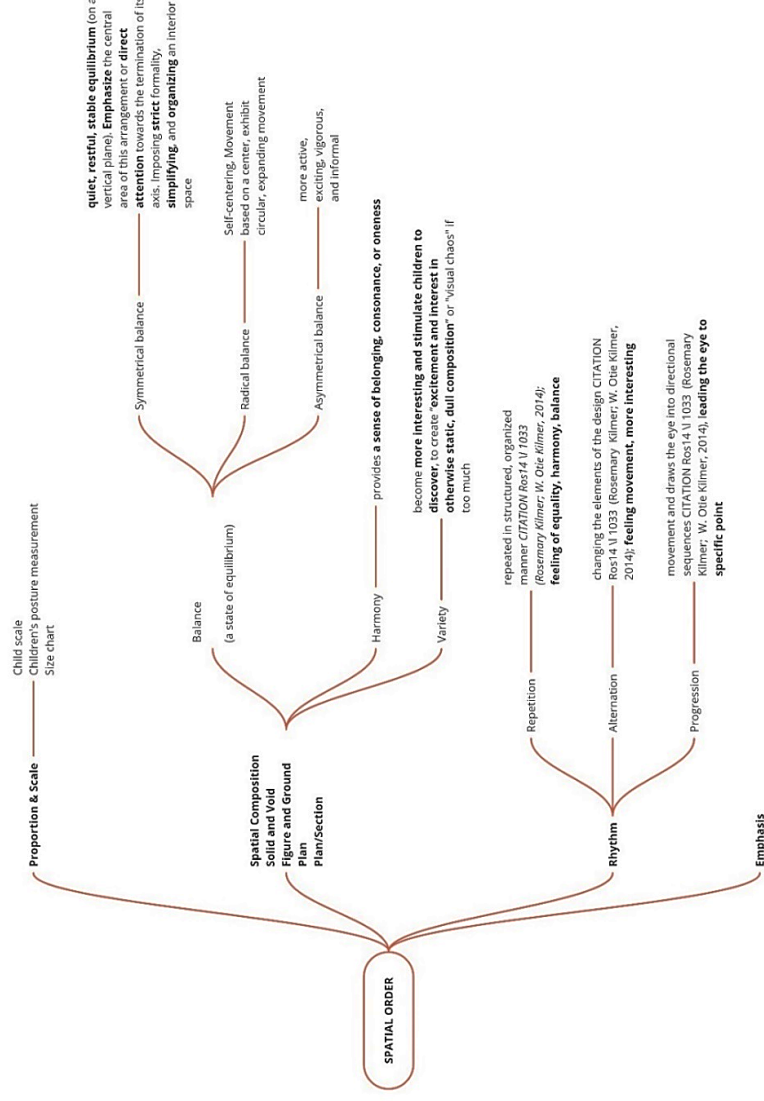 SPATIAL ORDER
Proportion & Scale
Child scale
Children's posture measurement
Size chart
Spatial Composition
Solid and Void
Figure and Ground
Plan
Plan/Section
Balance
(a state of equilibrium)
Symmetrical balance
quiet, restful, stable equilibrium (on a
vertical plane). Emphasize the central
area of this arrangement or direct
attention towards the termination of its
axis. Imposing strict formality,
simplifying, and organizing an interior
space
Radical balance
Self-centering, Movement
based on a center, exhibit
circular, expanding movement
Asymmetrical balance
more active,
exciting, vigorous,
and informal
Harmony
provides a sense of belonging, consonance, or oneness
Variety
become more interesting and stimulate children to
discover, to create "excitement and interest in
otherwise static, dull composition" or "visual chaos" if
too much
Rhythm
Repetition
repeated in structured, organized
manner CITATION Ros14 \l 1033
(Rosemary Kilmer; W. Otie Kilmer, 2014);
feeling of equality, harmony, balance
Alternation
changing the elements of the design CITATION
Ros14 \l 1033 (Rosemary Kilmer; W. Otie Kilmer,
2014); feeling movement, more interesting
Progression
movement and draws the eye into directional
sequences CITATION Ros14 \l 1033 (Rosemary
Kilmer; W. Otie Kilmer, 2014), leading the eye to
specific point
Emphasis